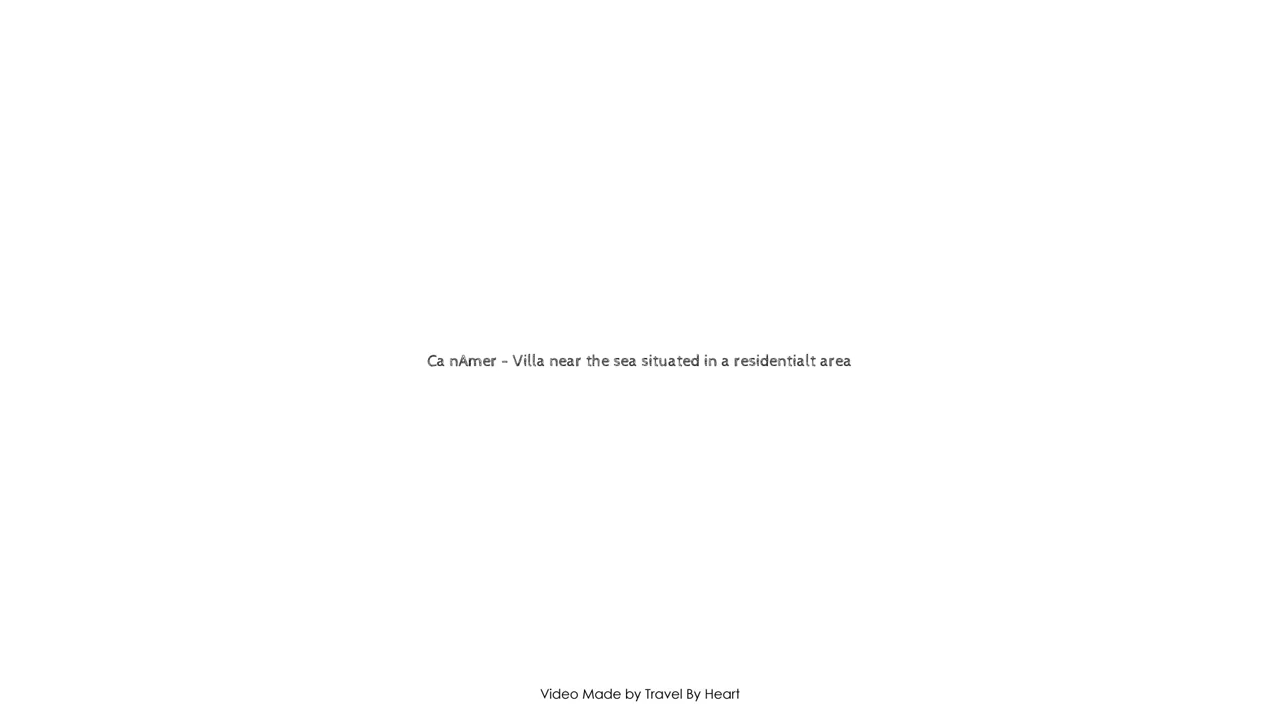 Ca nAmer - Villa near the sea situated in a residentialt area
Video Made by Travel By Heart